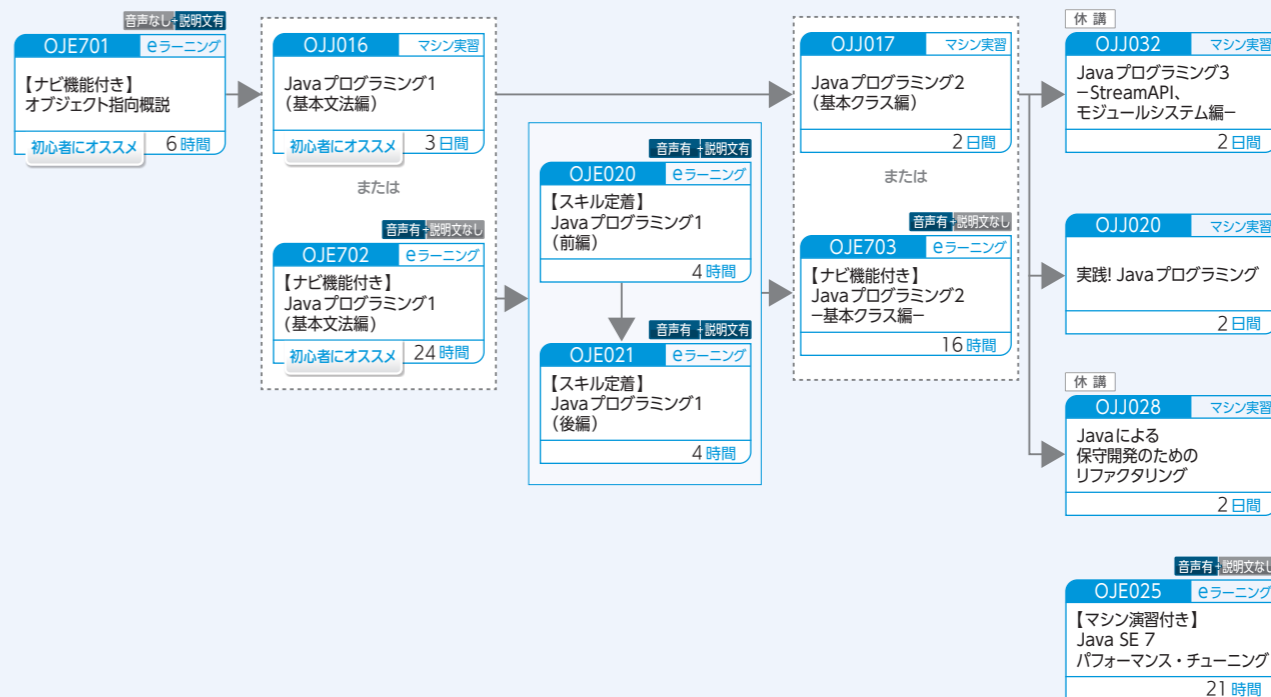 音声なし 説明文有
OJE701 eラーニング
【ナビ機能付き】
オブジェクト指向概説
初心者にオススメ 6時間
OJJ016 マシン実習
Javaプログラミング1
（基本文法編）
初心者にオススメ 3日間
または
音声有 説明文なし
OJE702 eラーニング
【ナビ機能付き】
Javaプログラミング1
（基本文法編）
初心者にオススメ 24時間
音声有 説明文有
OJE020 eラーニング
【スキル定着】
Javaプログラミング1
（前編）
4時間
音声有 説明文有
OJE021 eラーニング
【スキル定着】
Javaプログラミング1
（後編）
4時間
OJJ017 マシン実習
Javaプログラミング2
（基本クラス編）
2日間
または
音声有 説明文なし
OJE703 eラーニング
【ナビ機能付き】
Javaプログラミング2
−基本クラス編−
16時間
休講
OJJ032 マシン実習
Javaプログラミング3
−StreamAPI、
モジュールシステム編−
2日間
OJJ020 マシン実習
実践! Javaプログラミング
2日間
休講
OJJ028 マシン実習
Javaによる
保守開発のための
リファクタリング
2日間
音声有 説明文なし
OJE025 eラーニング
【マシン演習付き】
Java SE 7
パフォーマンス・チューニング
21時間